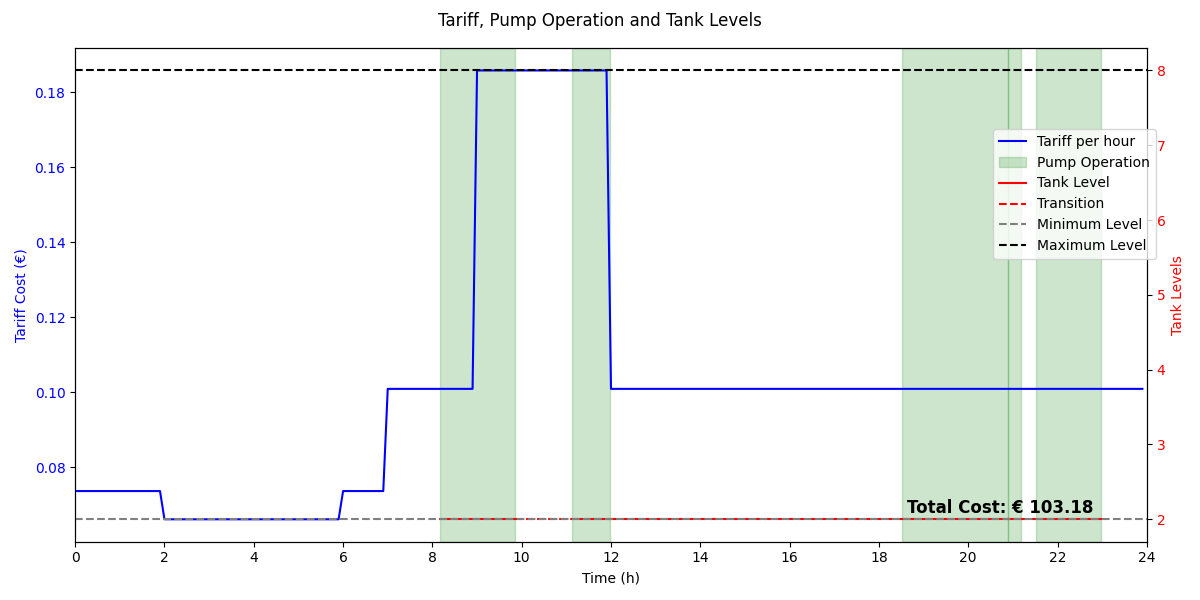 Tariff, Pump Operation and Tank Levels
Tariff Cost (€)
0.18
0.16
0.14
0.12
0.10
0.08
8
7
6
5
4
3
2
Tank Levels
Tariff per hour
Pump Operation
Tank Level
Transition
Minimum Level
Maximum Level
Total Cost: € 103.18
0 2 4 6 8 10 12 14 16 18 20 22 24
Time (h)